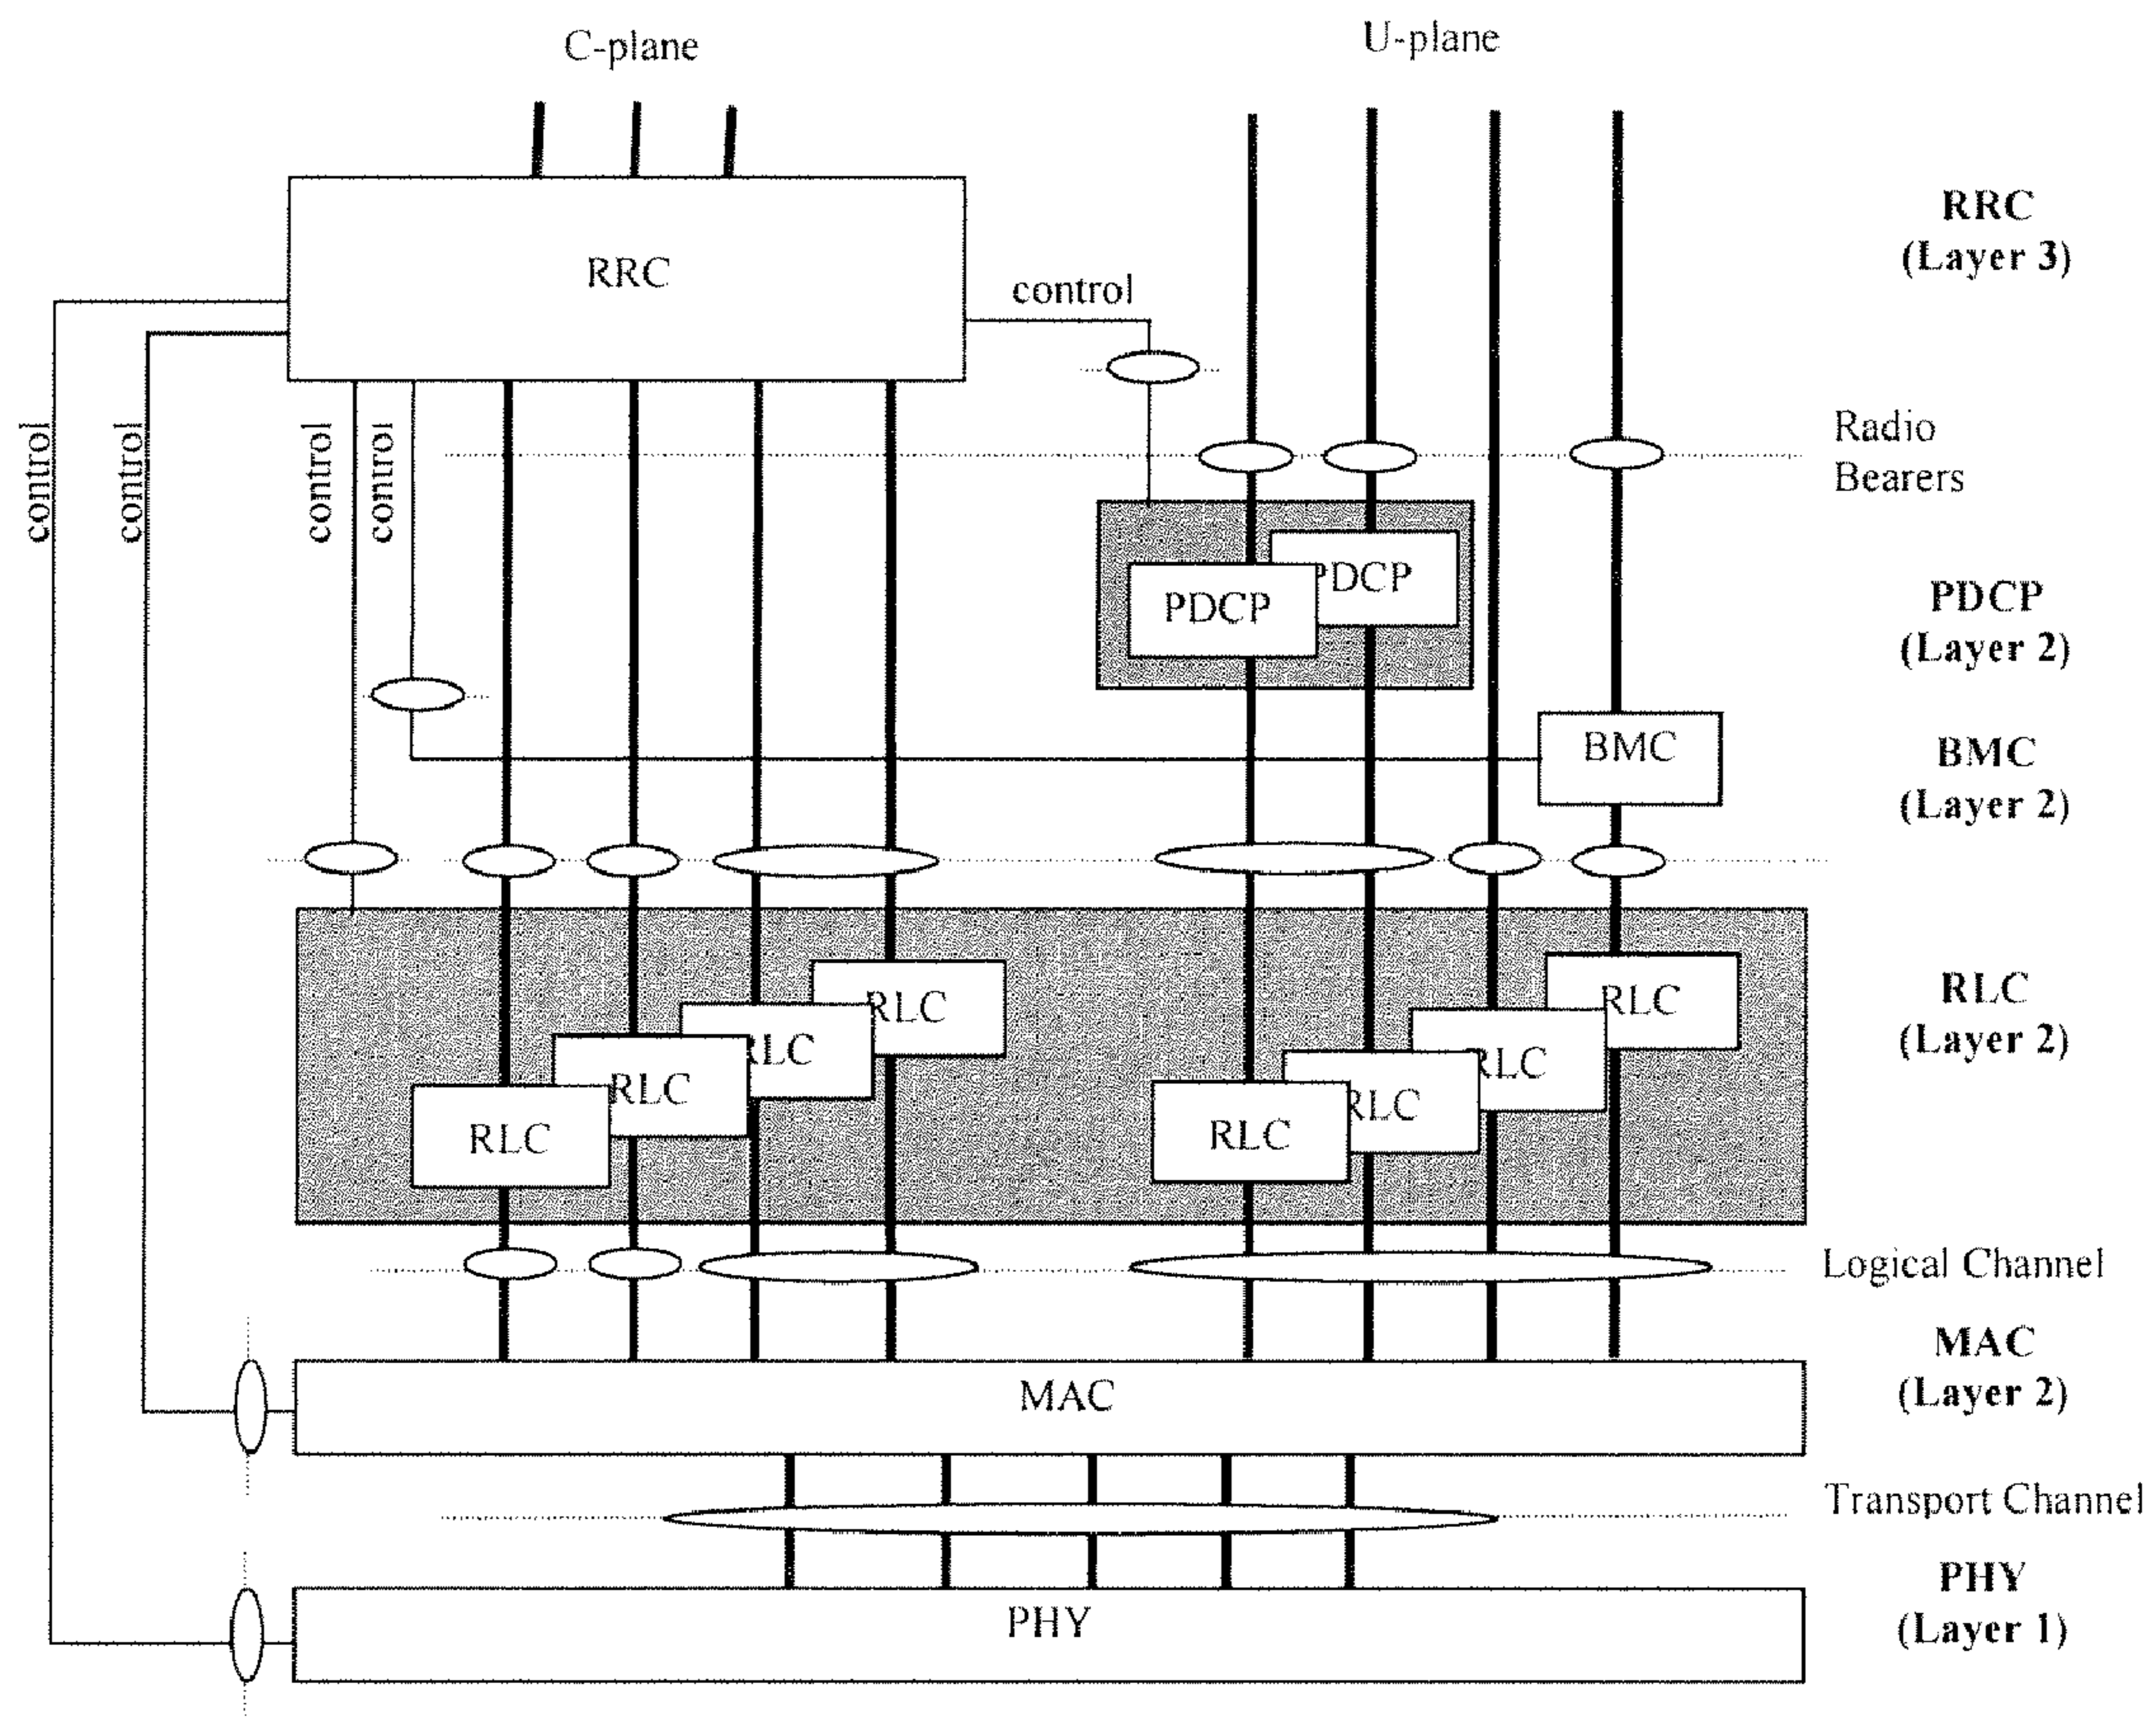 C-plane
U-plane
RRC
(Layer 3)
RRC
control
control
control
control
control
Radio
Bearers
PDCP
PDCP
PDCP
(Layer 2)
BMC
BMC
(Layer 2)
RLC
RLC
RLC
RLC
RLC
RLC
RLC
RLC
RLC
(Layer 2)
Logical Channel
MAC
MAC
(Layer 2)
Transport Channel
PHY
PHY
(Layer 1)